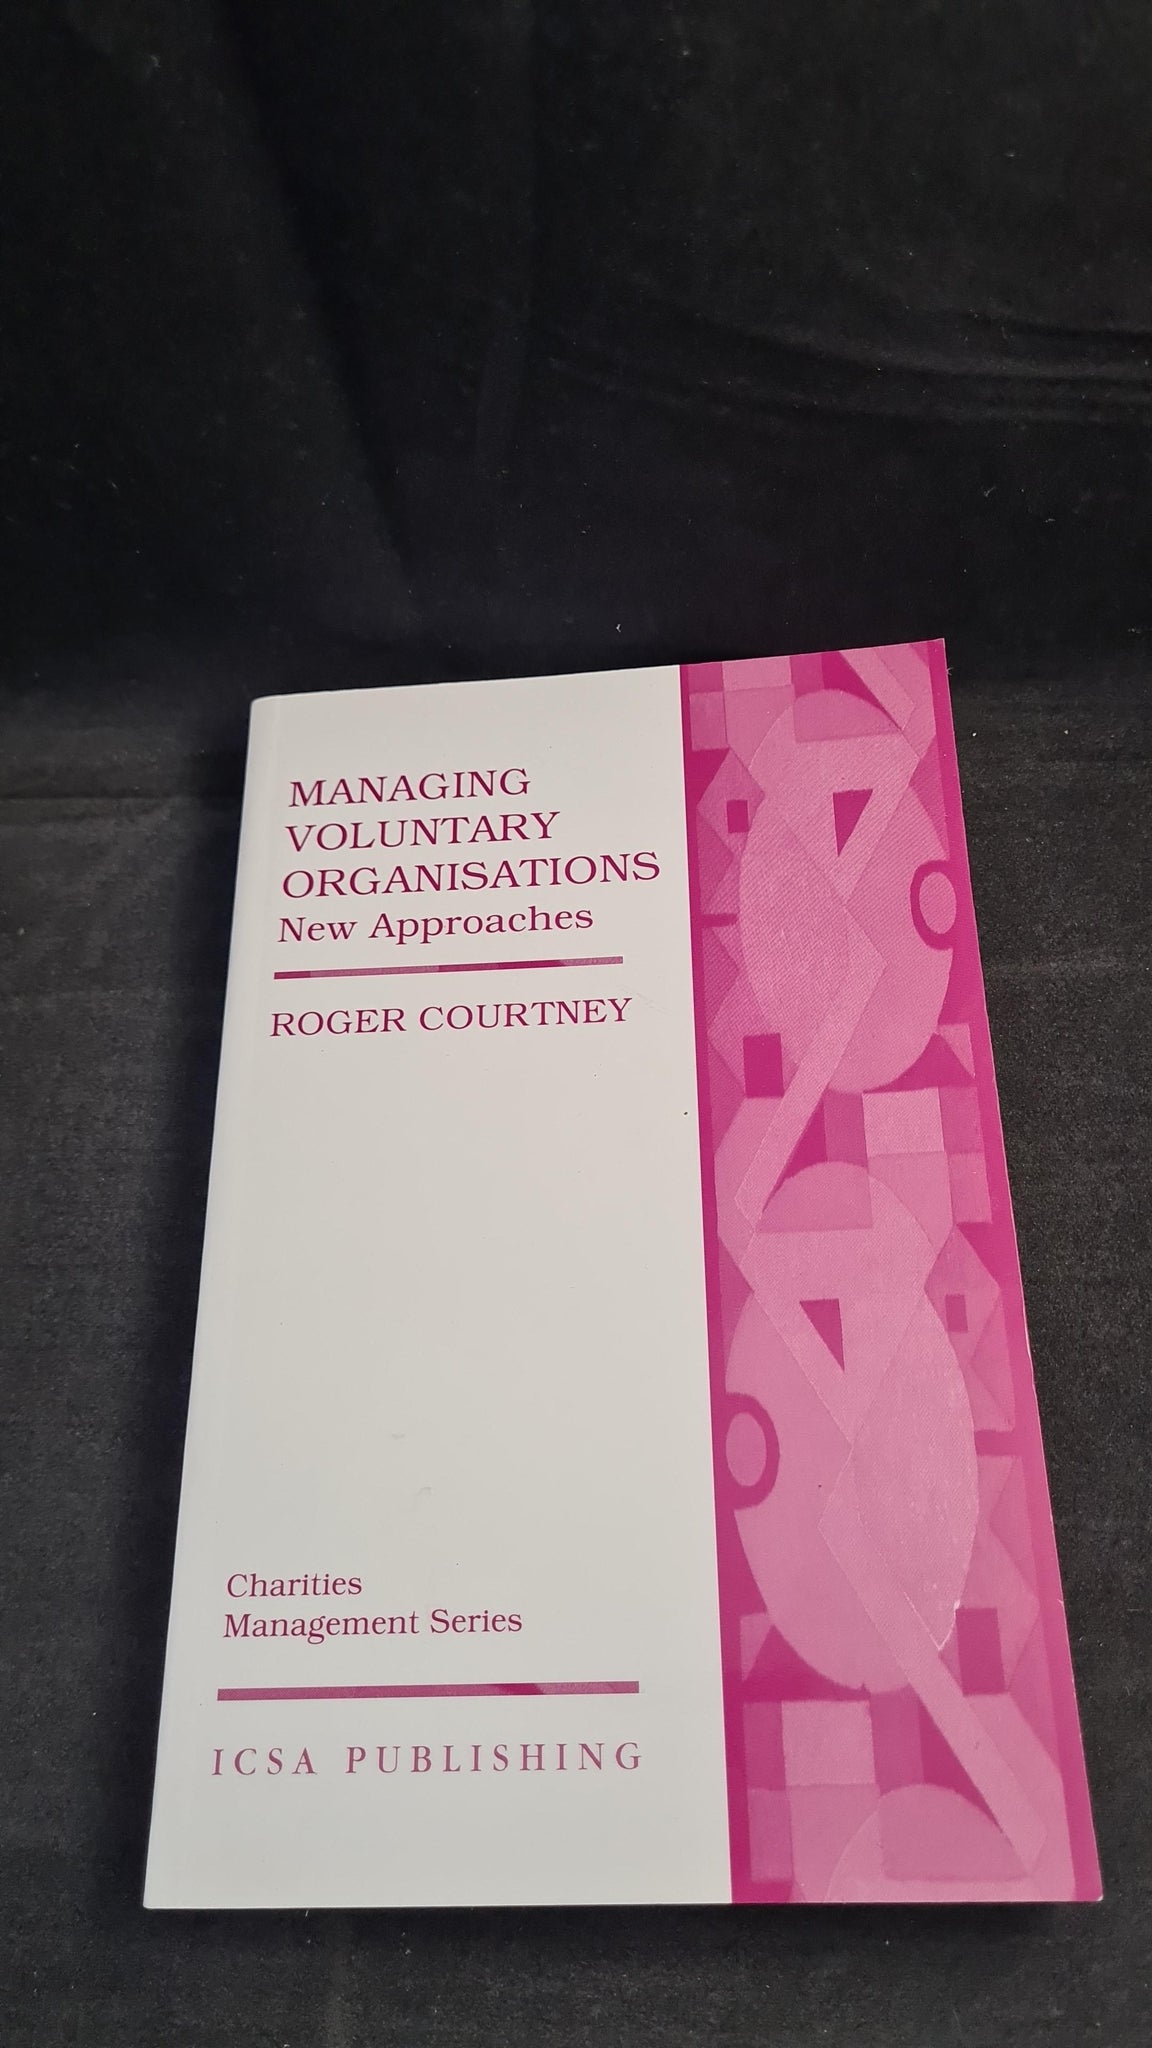 MANAGING
VOLUNTARY
ORGANISATIONS
New Approaches
ROGER COURTNEY
Charities
Management Series
ICSA PUBLISHING